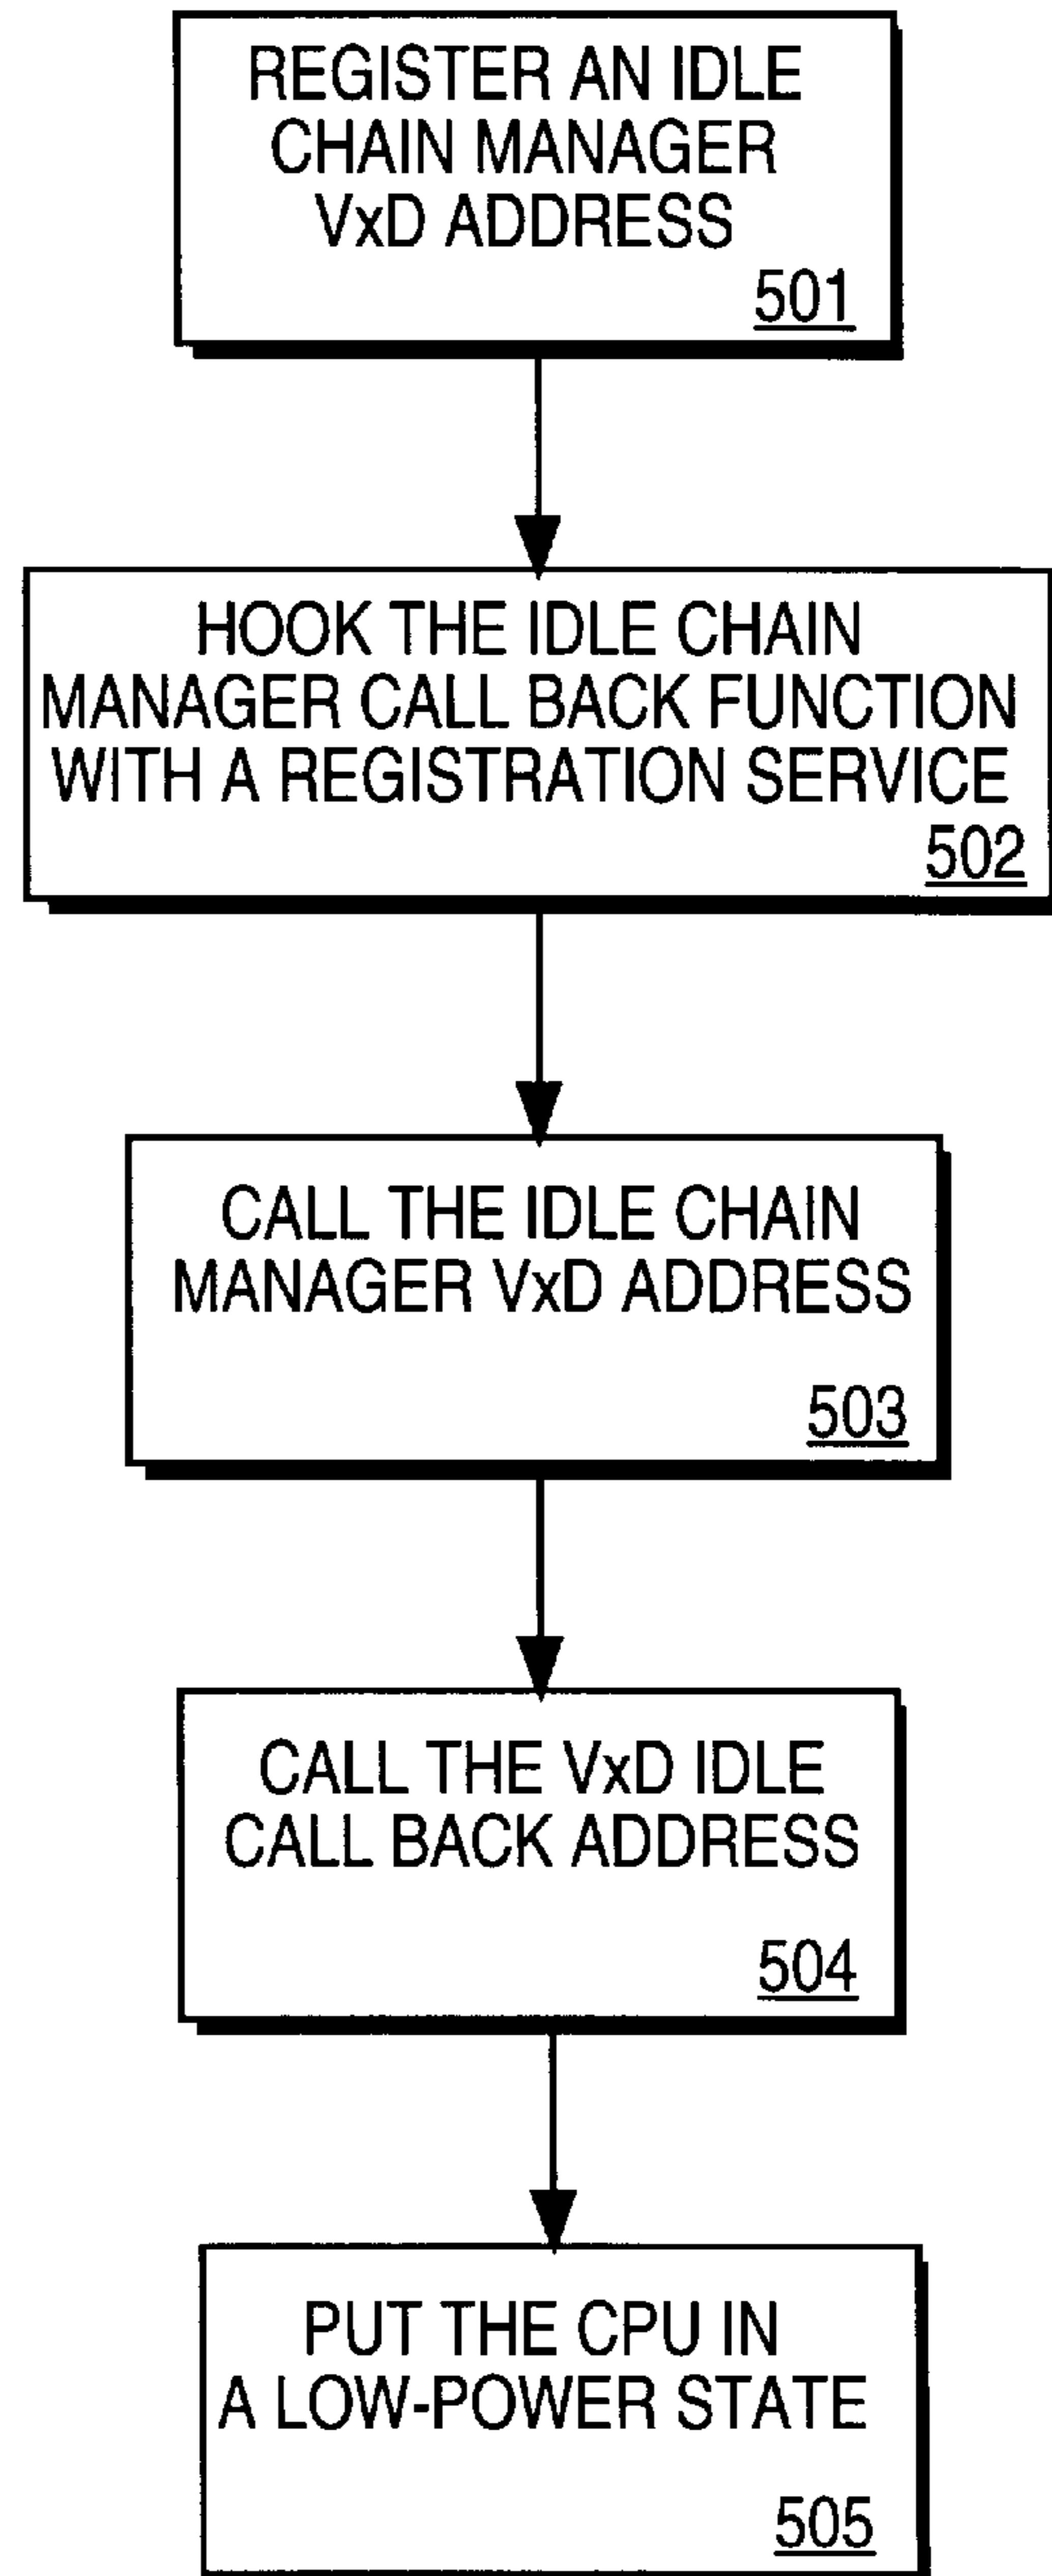 REGISTER AN IDLE
CHAIN MANAGER
VxD ADDRESS
501
HOOK THE IDLE CHAIN
MANAGER CALL BACK FUNCTION
WITH A REGISTRATION SERVICE
502
CALL THE IDLE CHAIN
MANAGER VxD ADDRESS
503
CALL THE VxD IDLE
CALL BACK ADDRESS
504
PUT THE CPU IN
A LOW-POWER STATE
505